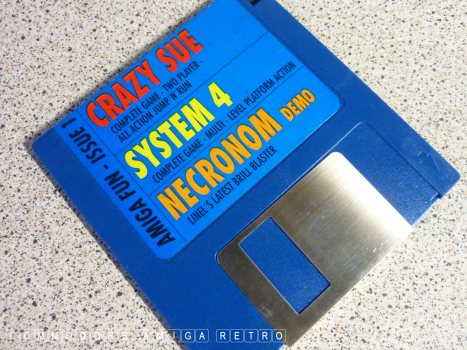 AMIGA FUN - ISSUE 1
CRAZY SUE
COMPLETE GAME - TWO PLAYER -
ALL ACTION JUMP N RUN
SYSTEM 4
COMPLETE GAME - MULTI - LEVEL PLATFORM ACTION
NECRONOM DEMO
LINEL'S LATEST BALL BLASTER
COMMODORE AMIGA RETRO